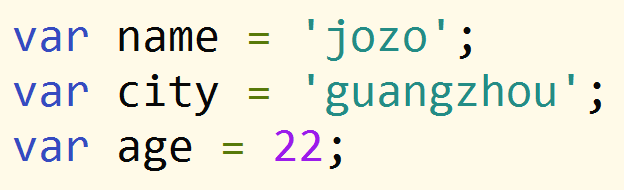 var name = 'jozo';
var city = 'guangzhou';
var age = 22;